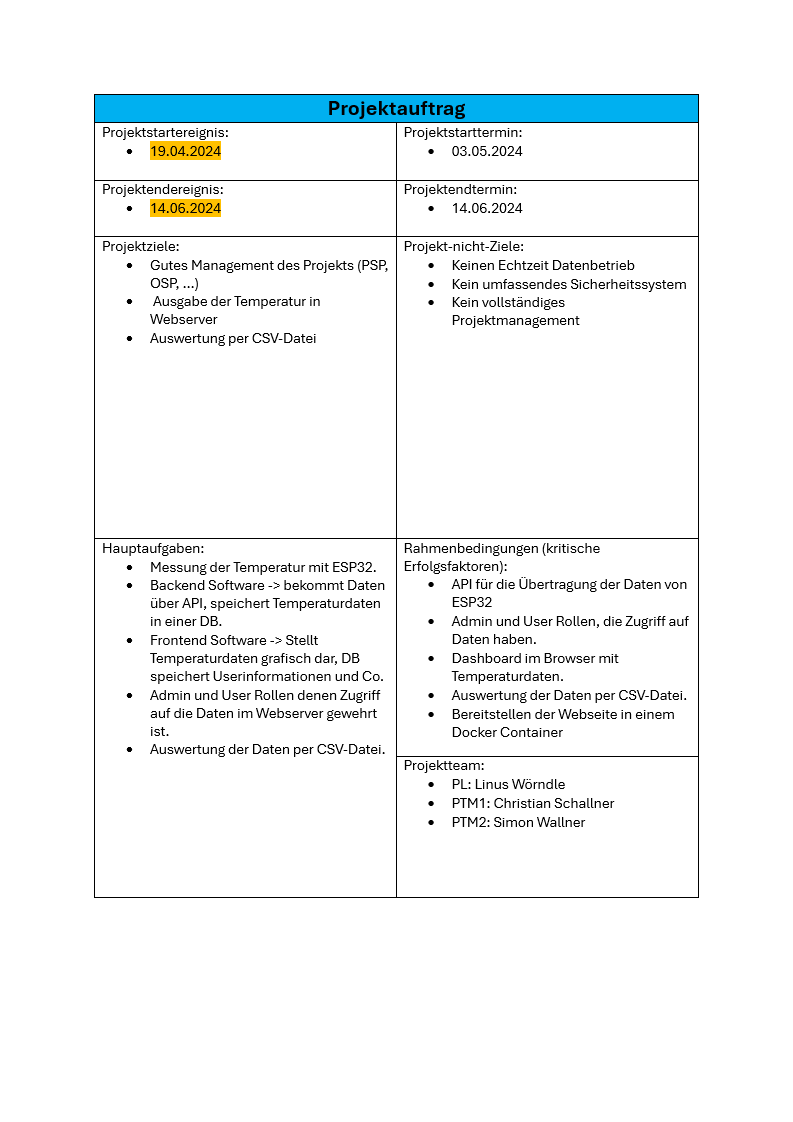 Projektauftrag
Projektstartereignis:
• 19.04.2024
Projektstarttermin:
• 03.05.2024
Projektendereignis:
• 14.06.2024
Projektendtermin:
• 14.06.2024
Projektziele:
• Gutes Management des Projekts (PSP,
OSP, ...)
• Ausgabe der Temperatur in
Webserver
• Auswertung per CSV-Datei
Projekt-nicht-Ziele:
• Keinen Echtzeit Datenbetrieb
• Kein umfassendes Sicherheitssystem
• Kein vollständiges
Projektmanagement
Hauptaufgaben:
• Messung der Temperatur mit ESP32.
• Backend Software -> bekommt Daten
über API, speichert Temperaturdaten
in einer DB.
• Frontend Software -> Stellt
Temperaturdaten grafisch dar, DB
speichert Userinformationen und Co.
• Admin und User Rollen denen Zugriff
auf die Daten im Webserver gewehrt
ist.
• Auswertung der Daten per CSV-Datei.
Rahmenbedingungen (kritische
Erfolgsfaktoren):
• API für die Übertragung der Daten von
ESP32
• Admin und User Rollen, die Zugriff auf
Daten haben.
• Dashboard im Browser mit
Temperaturdaten.
• Auswertung der Daten per CSV-Datei.
• Bereitstellen der Webseite in einem
Docker Container
Projektteam:
• PL: Linus Wörndle
• PTM1: Christian Schallner
• PTM2: Simon Wallner